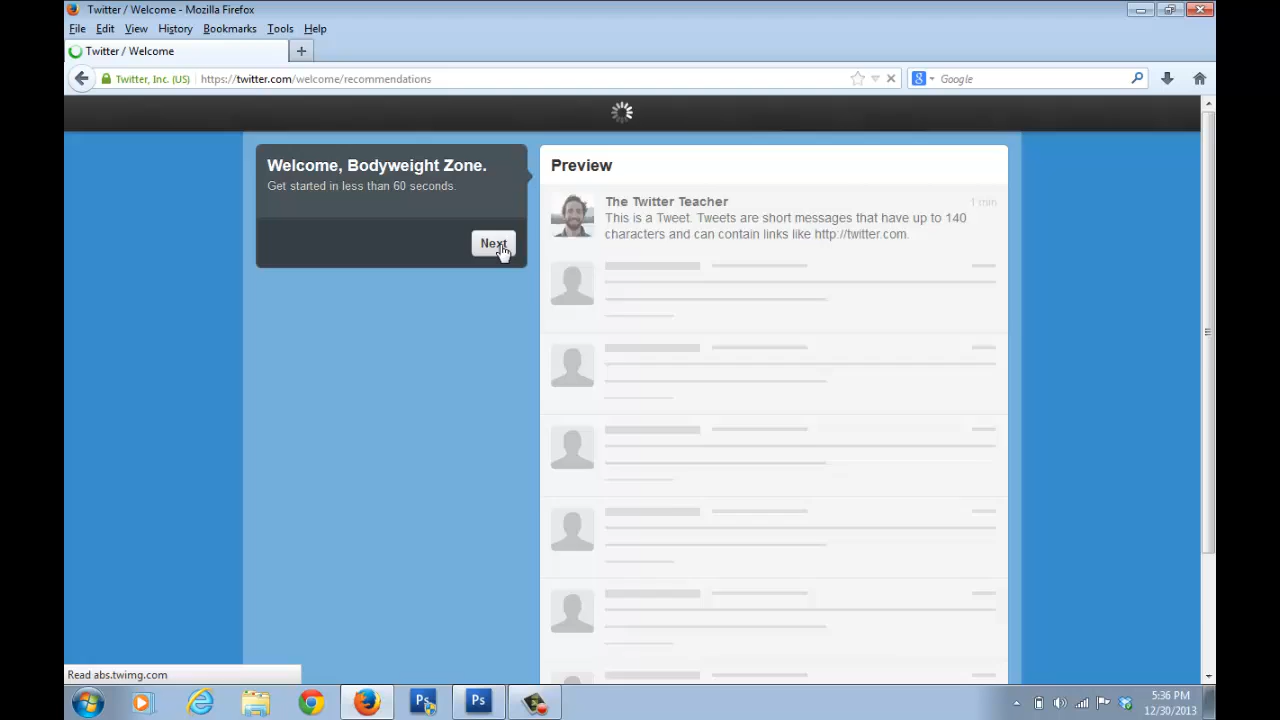 Twitter / Welcome - Mozilla Firefox
File Edit View History Bookmarks Tools Help
Twitter / Welcome
Twitter, Inc. (US) https://twitter.com/welcome/recommendations
Google
Welcome, Bodyweight Zone.
Get started in less than 60 seconds.
Next
Preview
The Twitter Teacher 1 min
This is a Tweet. Tweets are short messages that have up to 140
characters and can contain links like http://twitter.com.
Read abs.twimg.com
Ps
Ps
5:36 PM
12/30/2013